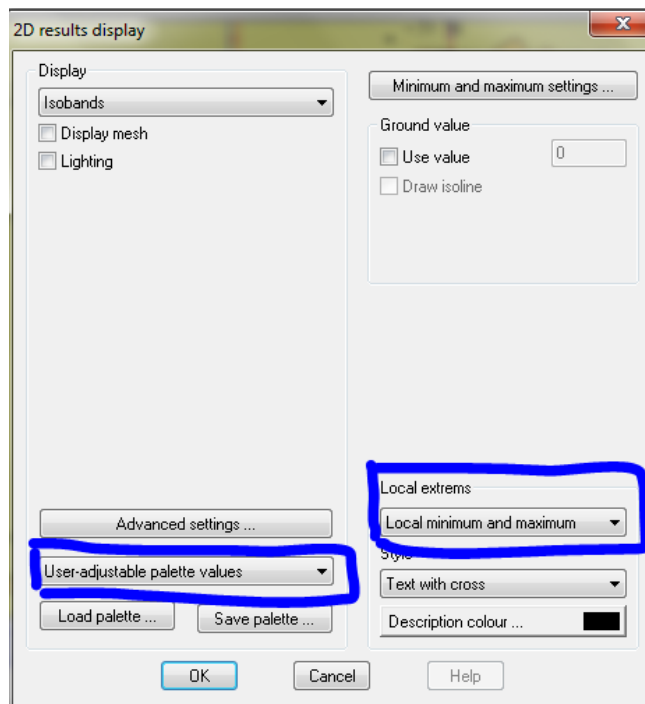 2D results display
Display
Isobands
Display mesh
Lighting
Advanced settings ...
User-adjustable palette values
Load palette ...
Save palette ...
Minimum and maximum settings ...
Ground value
Use value
0
Draw isoline
Local extrems
Local minimum and maximum
Style
Text with cross
Description colour ...
OK
Cancel
Help